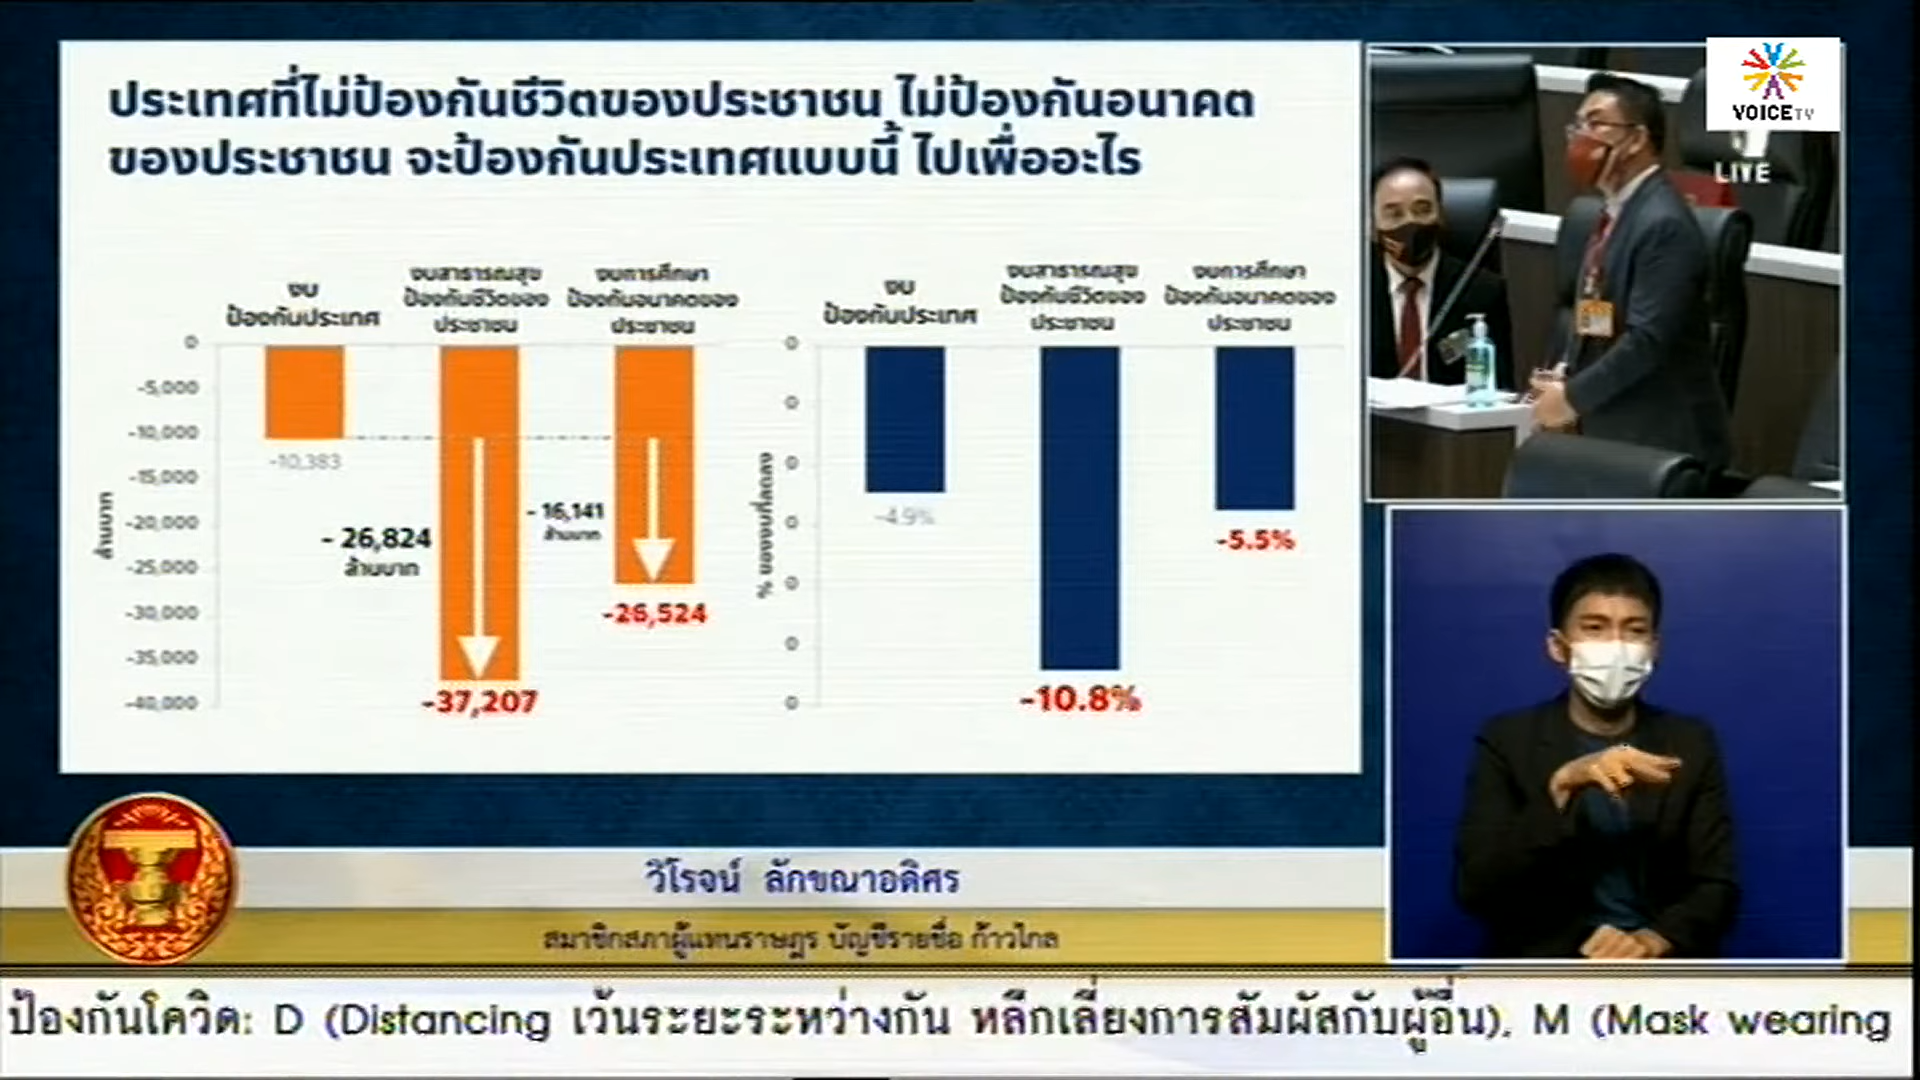 ประเทศที่ไม่ป้องกันชีวิตของประชาชน ไม่ป้องกันอนาคต
ของประชาชน จะป้องกันประเทศแบบนี้ ไปเพื่ออะไร
งบ
ป้องกันประเทศ
งบสาธารณสุข
ป้องกันชีวิตของ
ประชาชน
งบการศึกษา
ป้องกันอนาคตของ
ประชาชน
0
-5,000
-10,000
-15,000
-20,000
-25,000
-30,000
-35,000
-40,000
ล้านบาท
-10,383
- 26,824
ล้านบาท
-37,207
- 16,141
ล้านบาท
-26,524
งบ
ป้องกันประเทศ
งบสาธารณสุข
ป้องกันชีวิตของ
ประชาชน
งบการศึกษา
ป้องกันอนาคตของ
ประชาชน
0
0
0
0
0
0
0
% ของงบที่ลดลง
-4.9%
-10.8%
-5.5%
VOICE TV
LIVE
วิโรจน์ ลักขณาอดิศร
สมาชิกสภาผู้แทนราษฎร บัญชีรายชื่อ ก้าวไกล
ป้องกันโควิด: D (Distancing เว้นระยะระหว่างกัน หลีกเลี่ยงการสัมผัสกับผู้อื่น), M (Mask wearing